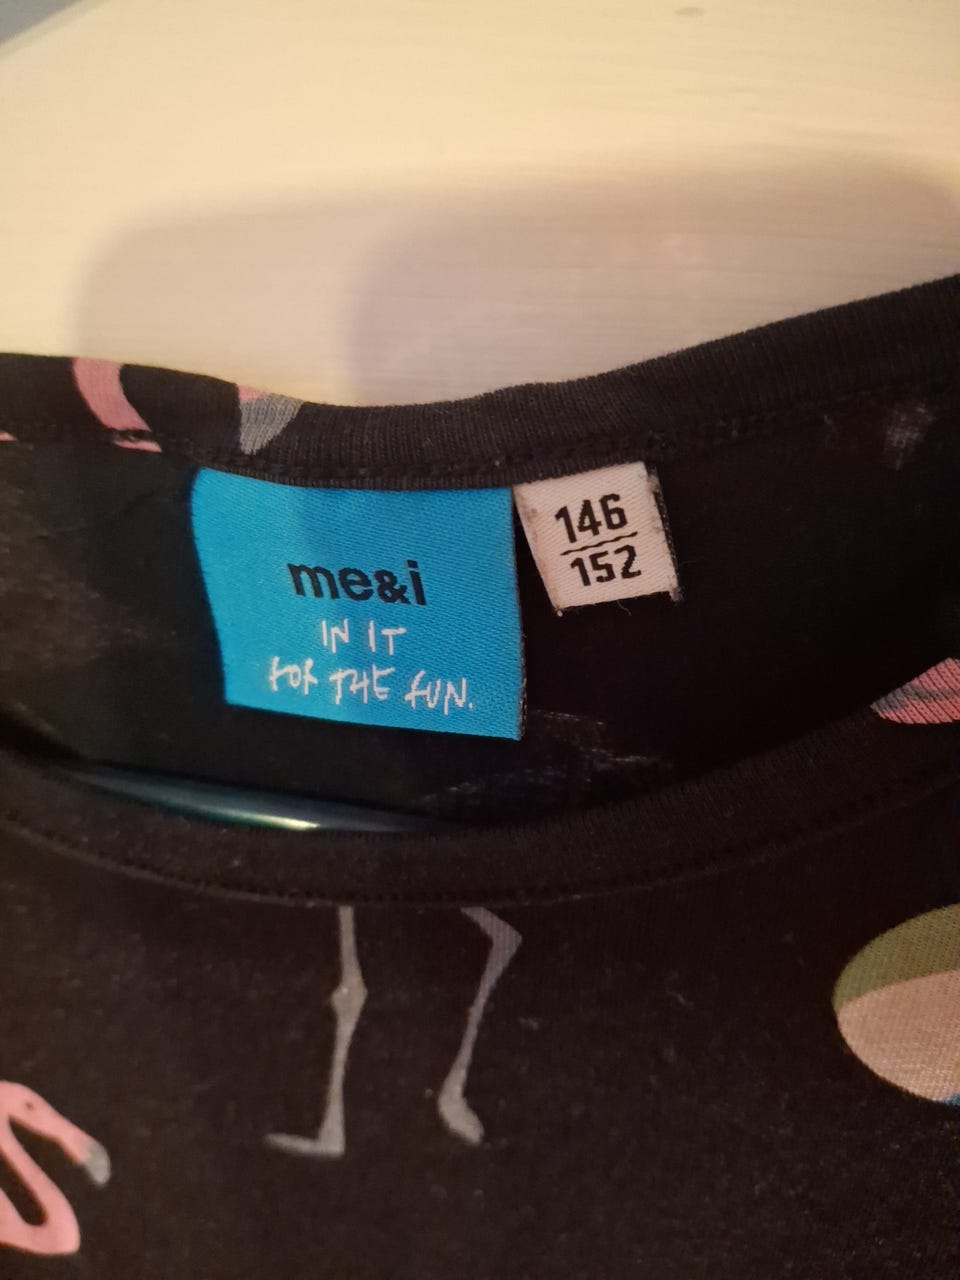 me&i
IN IT
FOR THE FUN.
146
152